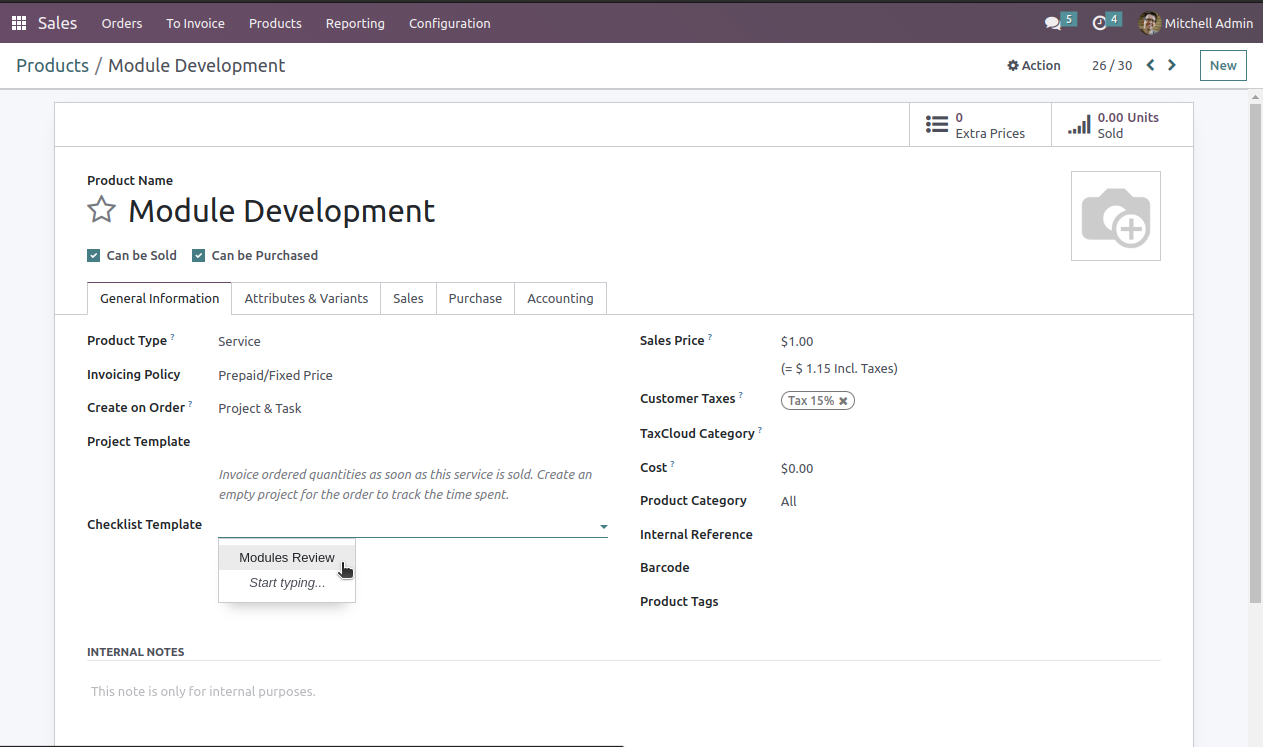 Sales Orders To Invoice Products Reporting Configuration 5 4 Mitchell Admin
Products / Module Development Action 26 / 30 New
0 Extra Prices
0.00 Units Sold
Product Name
Module Development
Can be Sold Can be Purchased
General Information Attributes & Variants Sales Purchase Accounting
Product Type ? Service
Invoicing Policy Prepaid/Fixed Price
Create on Order ? Project & Task
Project Template
Invoice ordered quantities as soon as this service is sold. Create an
empty project for the order to track the time spent.
Checklist Template
Modules Review
Start typing...
Sales Price ? $1.00
(= $ 1.15 Incl. Taxes)
Customer Taxes ? Tax 15%
TaxCloud Category ?
Cost ? $0.00
Product Category All
Internal Reference
Barcode
Product Tags
INTERNAL NOTES
This note is only for internal purposes.